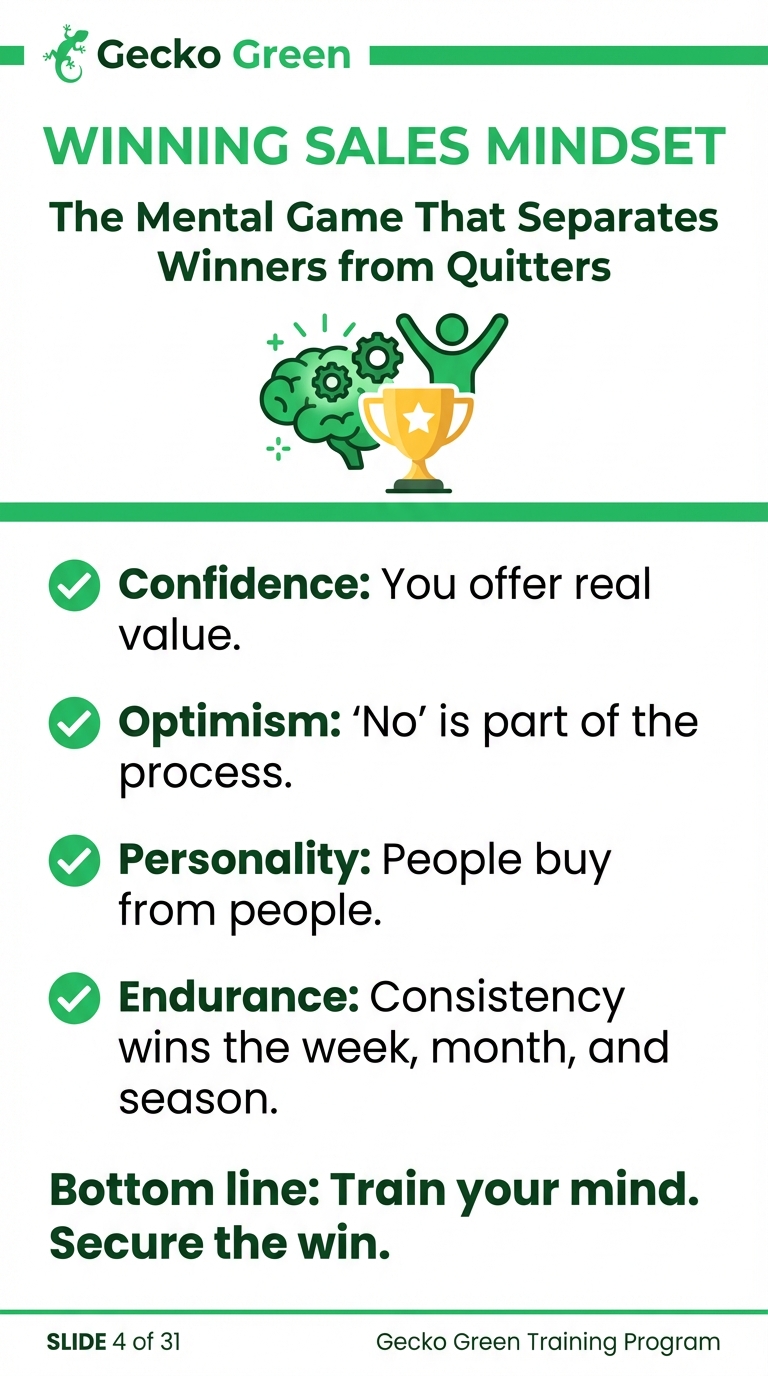 Gecko Green
WINNING SALES MINDSET
The Mental Game That Separates
Winners from Quitters
Confidence: You offer real
value.
Optimism: ‘No’ is part of the
process.
Personality: People buy
from people.
Endurance: Consistency
wins the week, month, and
season.
Bottom line: Train your mind.
Secure the win.
SLIDE 4 of 31
Gecko Green Training Program